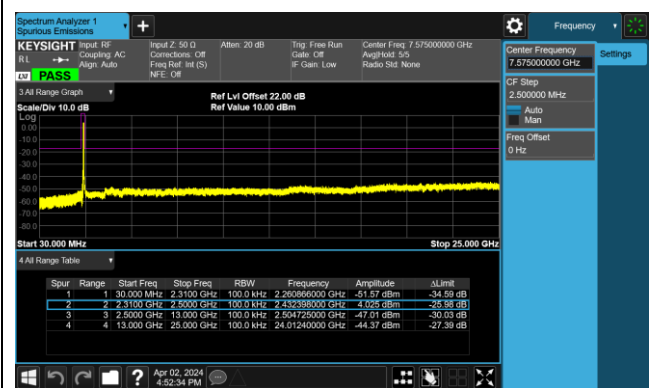 Spectrum Analyzer 1
Spurious Emissions
Frequency
KEYSIGHT
RL
LXI
PASS
Input: RF
Coupling: AC
Align: Auto
Input Z: 50 Ω
Corrections: Off
Freq Ref: Int (S)
NFE: Off
Atten: 20 dB
Trig: Free Run
Gate: Off
IF Gain: Low
Center Freq: 7.575000000 GHz
Avg|Hold: 5/5
Radio Std: None
Center Frequency
7.575000000 GHz
Settings
CF Step
2.500000 MHz
Auto
Man
Freq Offset
0 Hz
3 All Range Graph
Scale/Div 10.0 dB
Ref Lvl Offset 22.00 dB
Ref Value 10.00 dBm
Log
0.00
-10.0
-20.0
-30.0
-40.0
-50.0
-60.0
-70.0
-80.0
Start 30.000 MHz
Stop 25.000 GHz
4 All Range Table
Spur Range Start Freq Stop Freq RBW Frequency Amplitude ΔLimit
1 1 30.000 MHz 2.3100 GHz 100.0 kHz 2.260866000 GHz -51.57 dBm -34.59 dB
2 2 2.3100 GHz 2.5000 GHz 100.0 kHz 2.432398000 GHz 4.025 dBm -25.98 dB
3 3 2.5000 GHz 13.000 GHz 100.0 kHz 2.504725000 GHz -47.01 dBm -30.03 dB
4 4 13.000 GHz 25.000 GHz 100.0 kHz 24.01240000 GHz -44.37 dBm -27.39 dB
Apr 02, 2024
4:52:34 PM